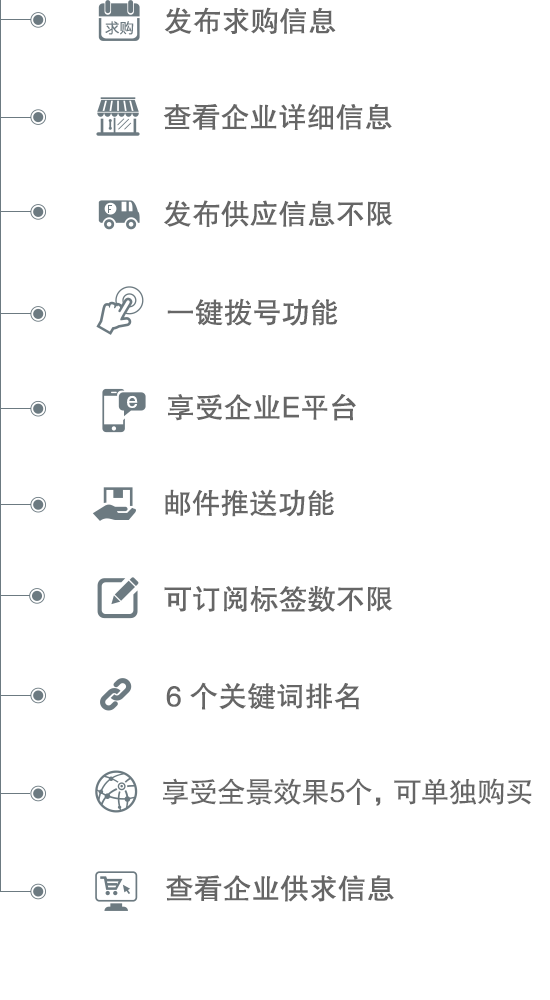 求购
发布求购信息
查看企业详细信息
F
发布供应信息不限
一键拨号功能
e
享受企业E平台
邮件推送功能
可订阅标签数不限
6 个关键词排名
享受全景效果5个，可单独购买
查看企业供求信息